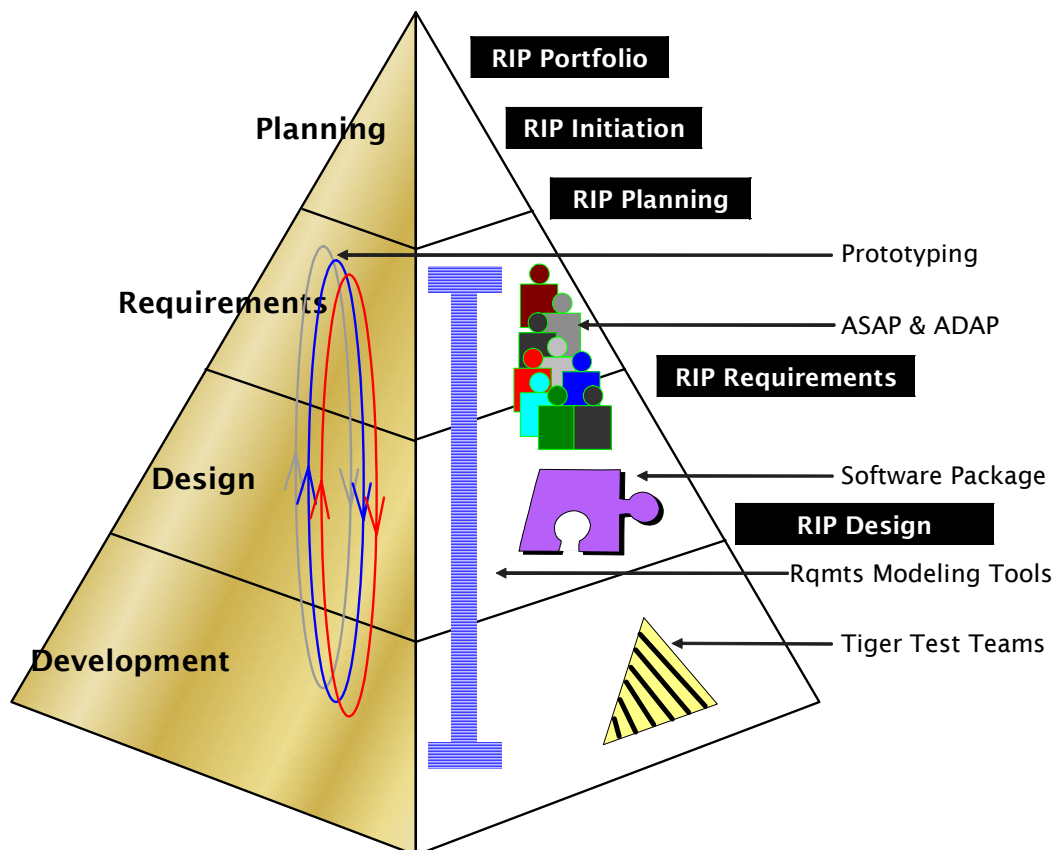 RIP Portfolio
Planning
RIP Initiation
RIP Planning
Prototyping
Requirements
ASAP & ADAP
RIP Requirements
Design
Software Package
RIP Design
Rqmts Modeling Tools
Development
Tiger Test Teams